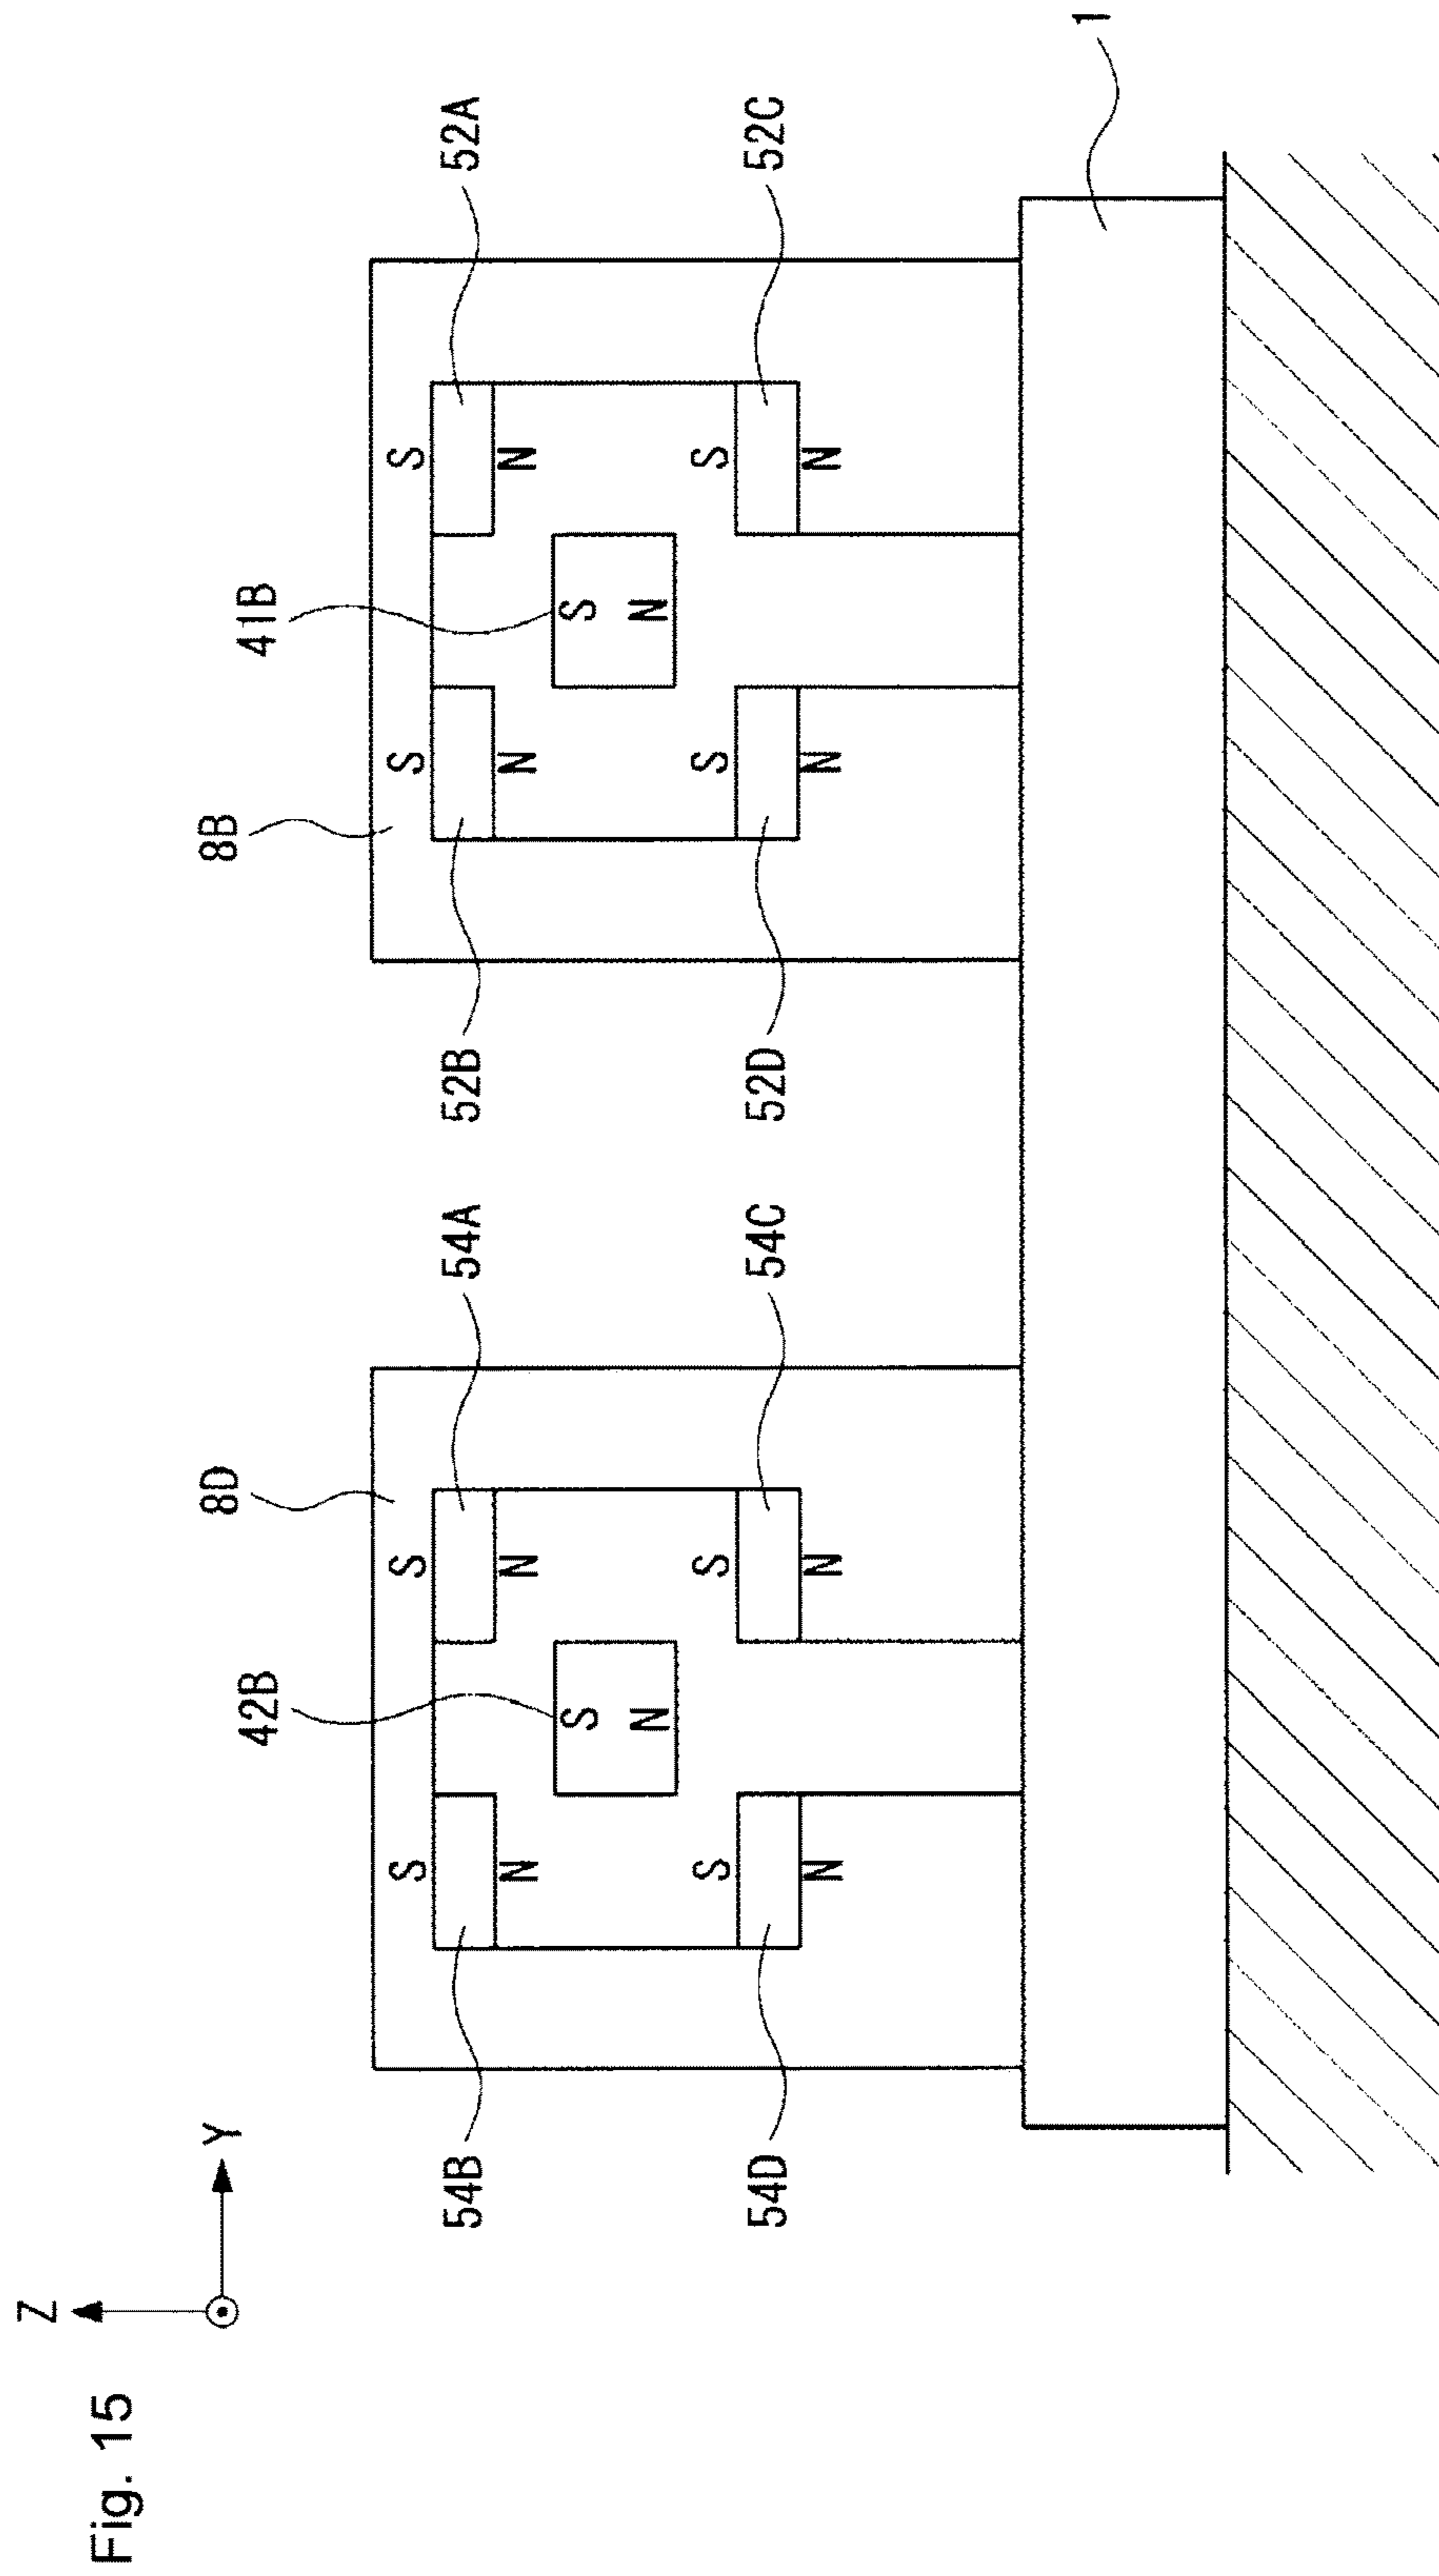 Fig. 15
Z
Y
8D 8B
42B 41B
S S S S
54B 54A 52B 52A
N N N N
S S
N N
S S S S
54D 54C 52D 52C
N N N N
1